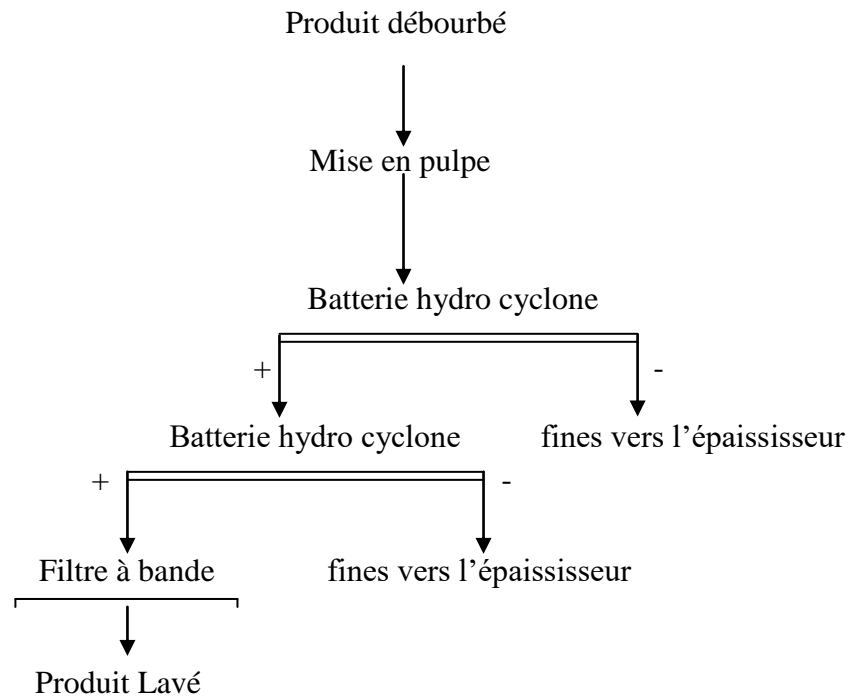 Produit débourbé
Mise en pulpe
Batterie hydro cyclone
+
-
Batterie hydro cyclone
fines vers l’épaississeur
+
-
Filtre à bande
fines vers l’épaississeur
Produit Lavé